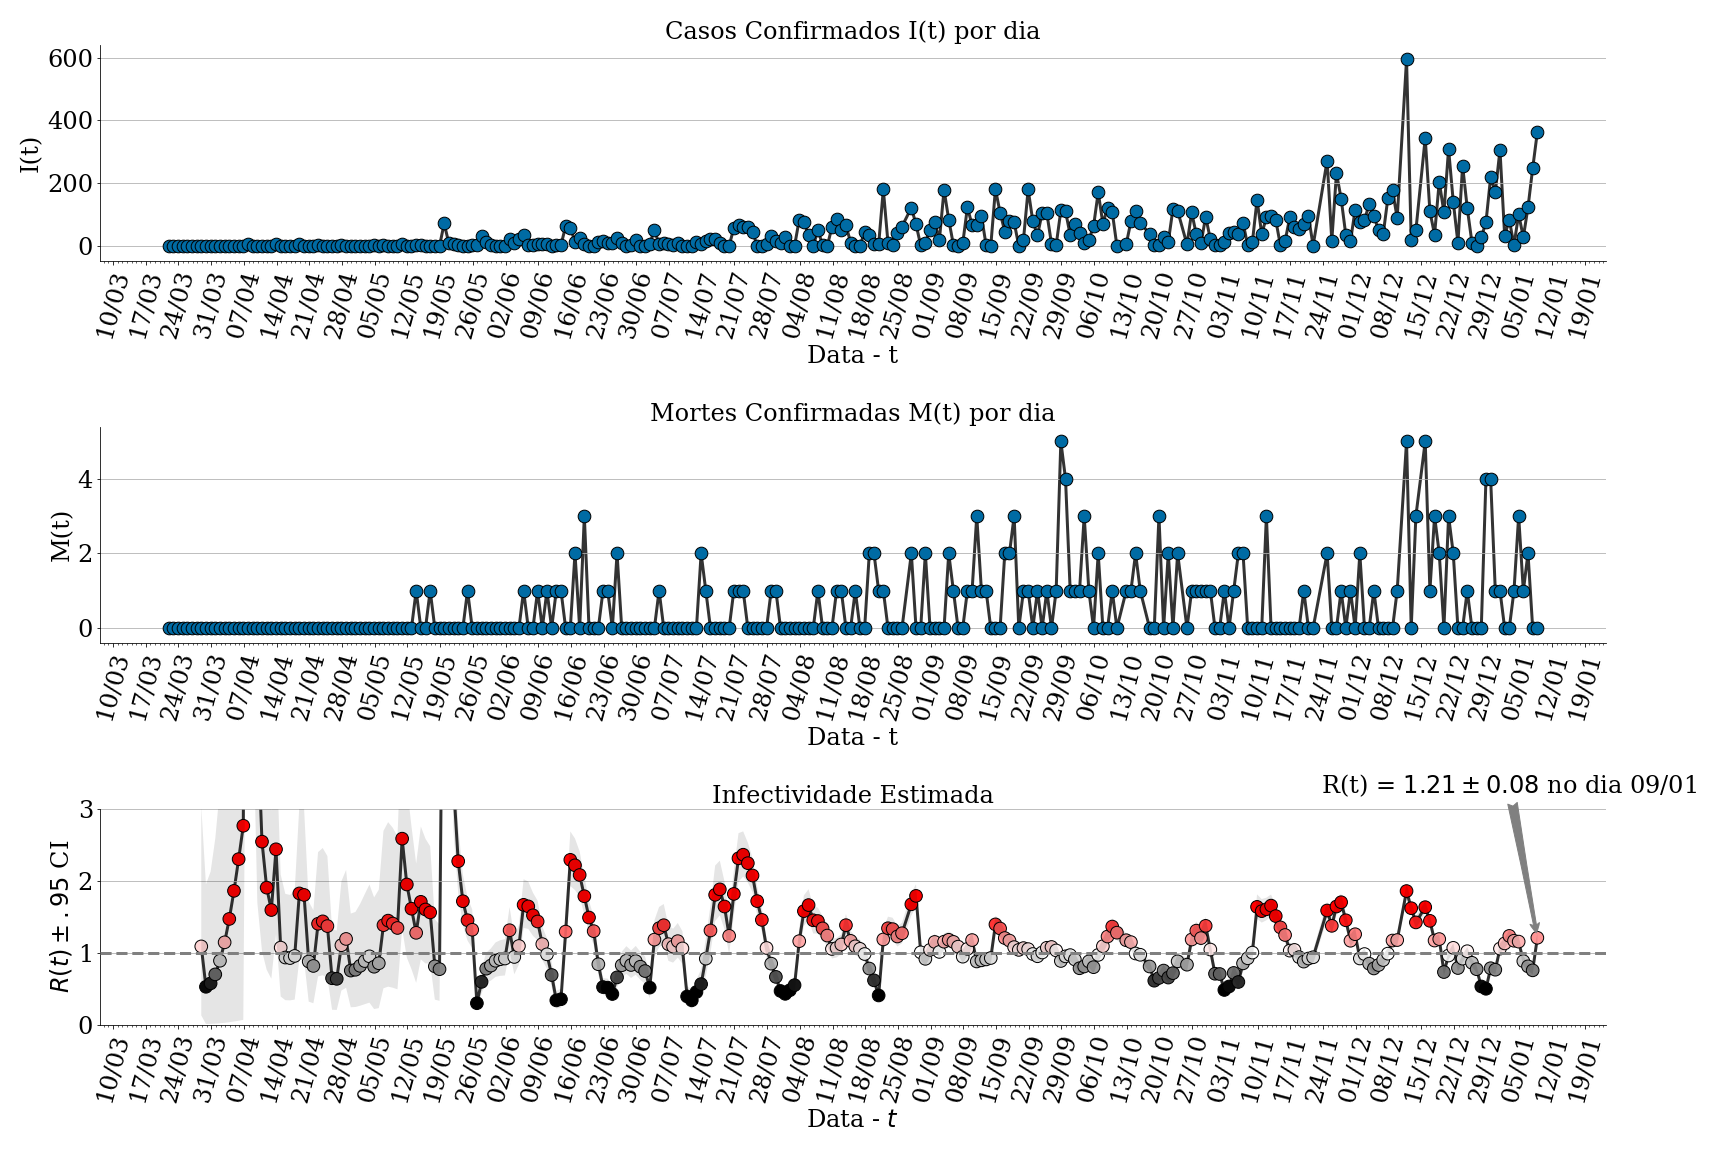 Casos Confirmados I(t) por dia
600
400
200
0
I(t)
10/03 17/03 24/03 31/03 07/04 14/04 21/04 28/04 05/05 12/05 19/05 26/05 02/06 09/06 16/06 23/06 30/06 07/07 14/07 21/07 28/07 04/08 11/08 18/08 25/08 01/09 08/09 15/09 22/09 29/09 06/10 13/10 20/10 27/10 03/11 10/11 17/11 24/11 01/12 08/12 15/12 22/12 29/12 05/01 12/01 19/01
Data - t
Mortes Confirmadas M(t) por dia
4
2
0
M(t)
10/03 17/03 24/03 31/03 07/04 14/04 21/04 28/04 05/05 12/05 19/05 26/05 02/06 09/06 16/06 23/06 30/06 07/07 14/07 21/07 28/07 04/08 11/08 18/08 25/08 01/09 08/09 15/09 22/09 29/09 06/10 13/10 20/10 27/10 03/11 10/11 17/11 24/11 01/12 08/12 15/12 22/12 29/12 05/01 12/01 19/01
Data - t
R(t) = 1.21 ± 0.08 no dia 09/01
Infectividade Estimada
3
2
1
0
R(t) ± .95 CI
10/03 17/03 24/03 31/03 07/04 14/04 21/04 28/04 05/05 12/05 19/05 26/05 02/06 09/06 16/06 23/06 30/06 07/07 14/07 21/07 28/07 04/08 11/08 18/08 25/08 01/09 08/09 15/09 22/09 29/09 06/10 13/10 20/10 27/10 03/11 10/11 17/11 24/11 01/12 08/12 15/12 22/12 29/12 05/01 12/01 19/01
Data - t